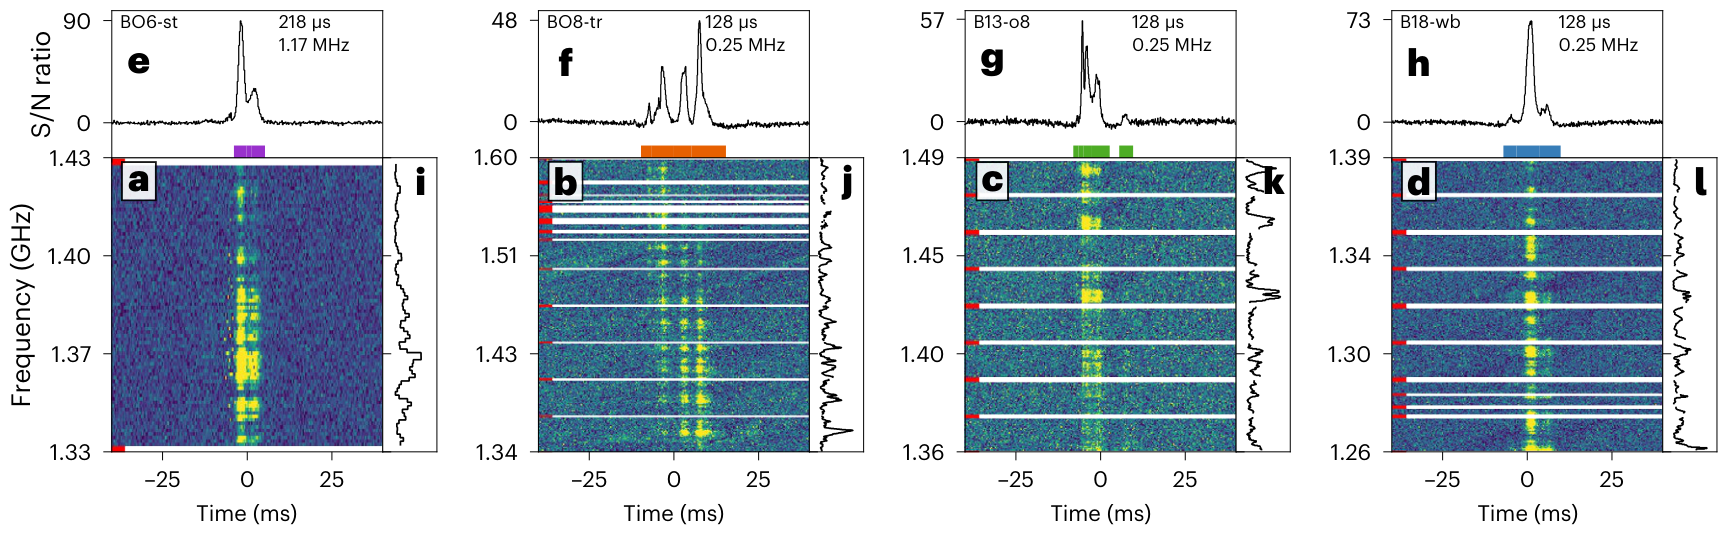 BO6-st
218 µs
1.17 MHz
90
0
S/N ratio
e
BO8-tr
128 µs
0.25 MHz
48
0
f
B13-o8
128 µs
0.25 MHz
57
0
g
B18-wb
128 µs
0.25 MHz
73
0
h
a
i
1.43
1.40
1.37
1.33
Frequency (GHz)
−25 0 25
Time (ms)
b
j
1.60
1.51
1.43
1.34
−25 0 25
Time (ms)
c
k
1.49
1.45
1.40
1.36
−25 0 25
Time (ms)
d
l
1.39
1.34
1.30
1.26
−25 0 25
Time (ms)